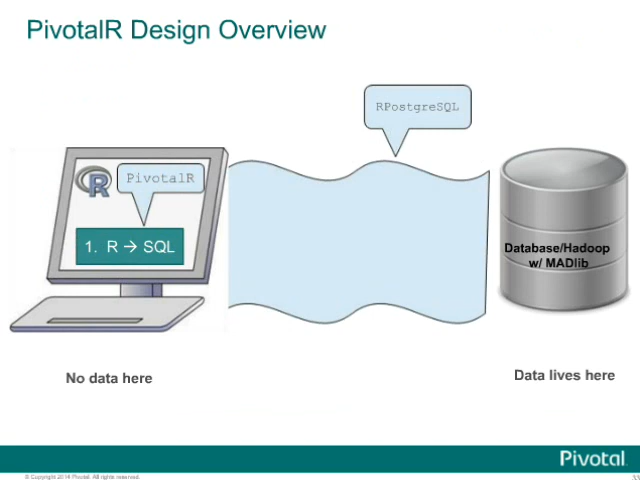 PivotalR Design Overview
RPostgreSQL
R
PivotalR
1. R → SQL
Database/Hadoop
w/ MADlib
No data here
Data lives here
Pivotal
© Copyright 2014 Pivotal. All rights reserved.